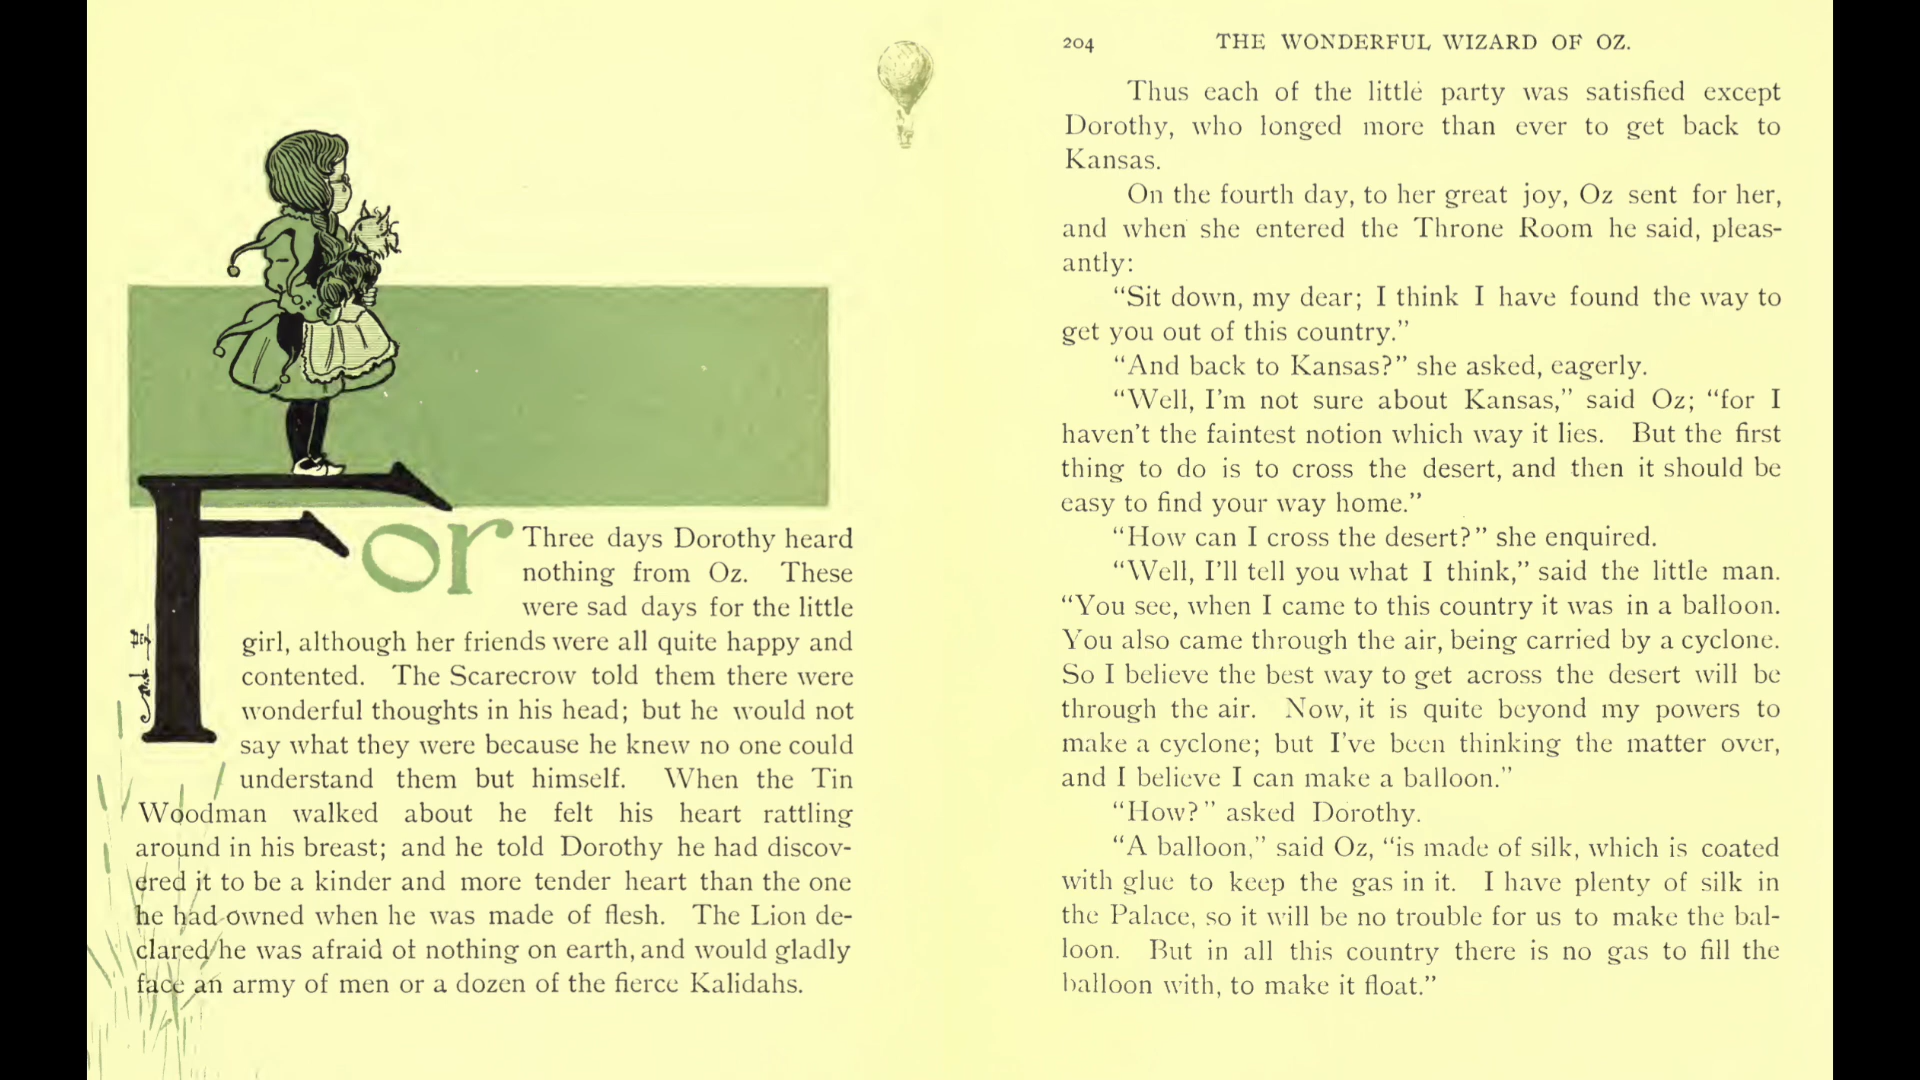 For Three days Dorothy heard
nothing from Oz. These
were sad days for the little
girl, although her friends were all quite happy and
contented. The Scarecrow told them there were
wonderful thoughts in his head; but he would not
say what they were because he knew no one could
understand them but himself. When the Tin
Woodman walked about he felt his heart rattling
around in his breast; and he told Dorothy he had discov-
ered it to be a kinder and more tender heart than the one
he had owned when he was made of flesh. The Lion de-
clared he was afraid of nothing on earth, and would gladly
face an army of men or a dozen of the fierce Kalidahs.
204 THE WONDERFUL WIZARD OF OZ.
Thus each of the little party was satisfied except
Dorothy, who longed more than ever to get back to
Kansas.
On the fourth day, to her great joy, Oz sent for her,
and when she entered the Throne Room he said, pleas-
antly:
“Sit down, my dear; I think I have found the way to
get you out of this country.”
“And back to Kansas?” she asked, eagerly.
“Well, I'm not sure about Kansas,” said Oz; “for I
haven't the faintest notion which way it lies. But the first
thing to do is to cross the desert, and then it should be
easy to find your way home.”
“How can I cross the desert?” she enquired.
“Well, I'll tell you what I think,” said the little man.
“You see, when I came to this country it was in a balloon.
You also came through the air, being carried by a cyclone.
So I believe the best way to get across the desert will be
through the air. Now, it is quite beyond my powers to
make a cyclone; but I've been thinking the matter over,
and I believe I can make a balloon.”
“How?” asked Dorothy.
“A balloon,” said Oz, “is made of silk, which is coated
with glue to keep the gas in it. I have plenty of silk in
the Palace, so it will be no trouble for us to make the bal-
loon. But in all this country there is no gas to fill the
balloon with, to make it float.”